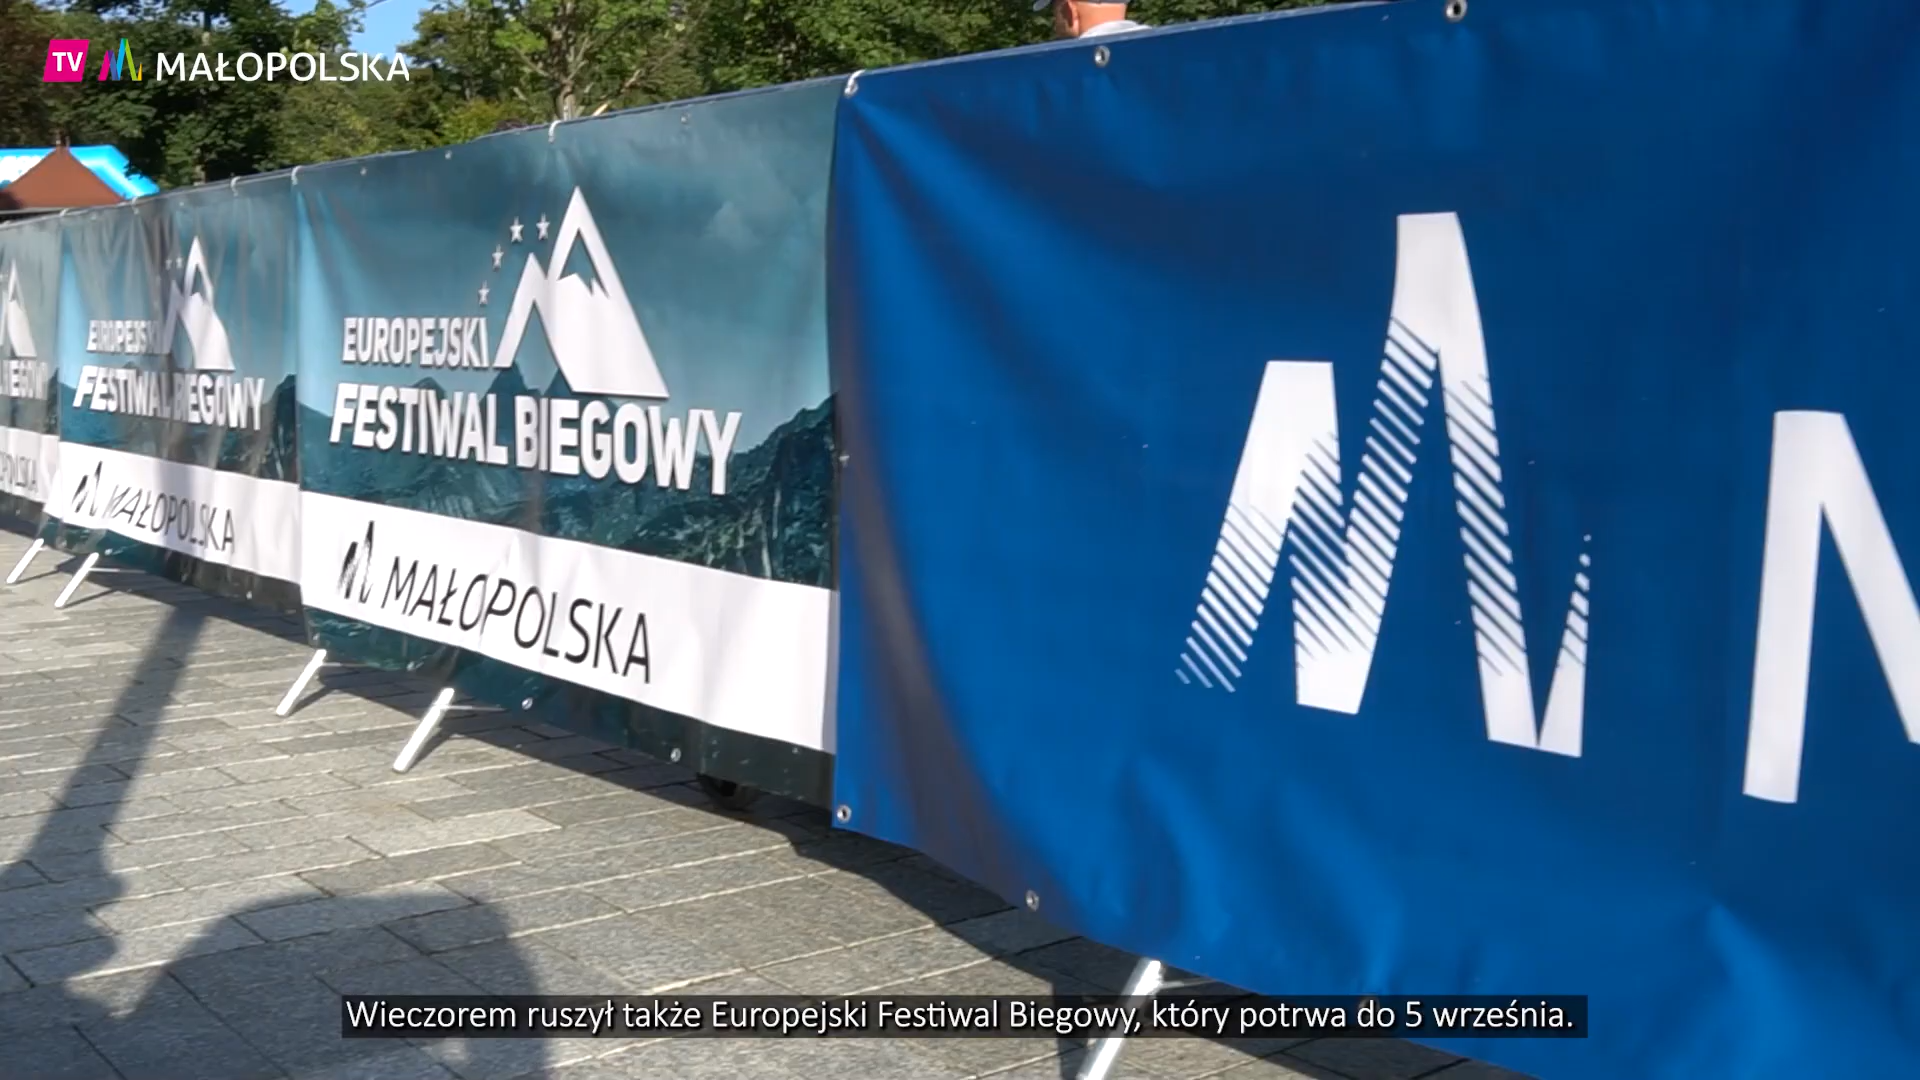 TV MAŁOPOLSKA
EUROPEJSKI
FESTIWAL BIEGOWY
MAŁOPOLSKA
EUROPEJSKI
FESTIWAL BIEGOWY
MAŁOPOLSKA
Wieczorem ruszył także Europejski Festiwal Biegowy, który potrwa do 5 września.